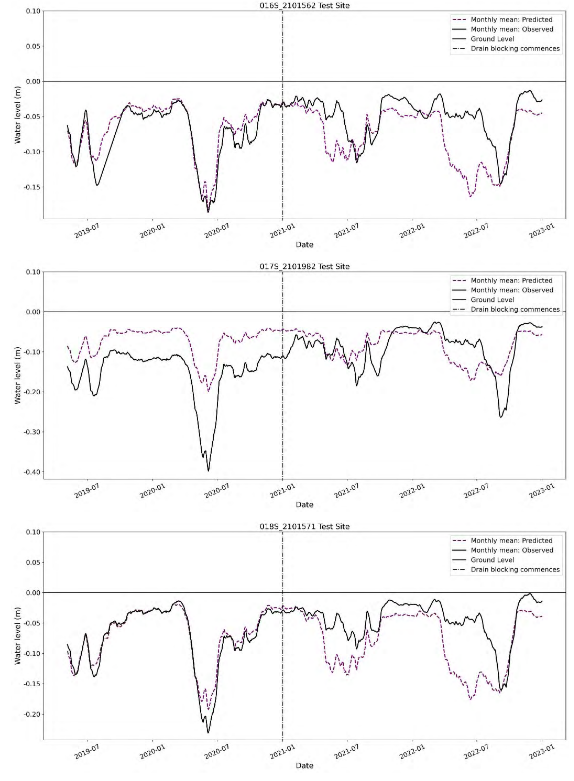 016S_2101562 Test Site
0.10
Monthly mean: Predicted
Monthly mean: Observed
0.05
Ground Level
Drain blocking commences
0.00
Water level (m)
-0.05
-0.10
-0.15
2019-07
2020-01
2020-07
2021-01
2021-07
2022-01
2022-07
2023-01
Date
017S_2101982 Test Site
0.10
Monthly mean: Predicted
Monthly mean: Observed
Ground Level
Drain blocking commences
0.00
Water level (m)
-0.10
-0.20
-0.30
-0.40
2019-07
2020-01
2020-07
2021-01
2021-07
2022-01
2022-07
2023-01
Date
018S_2101571 Test Site
0.10
Monthly mean: Predicted
Monthly mean: Observed
0.05
Ground Level
Drain blocking commences
0.00
Water level (m)
-0.05
-0.10
-0.15
-0.20
2019-07
2020-01
2020-07
2021-01
2021-07
2022-01
2022-07
2023-01
Date